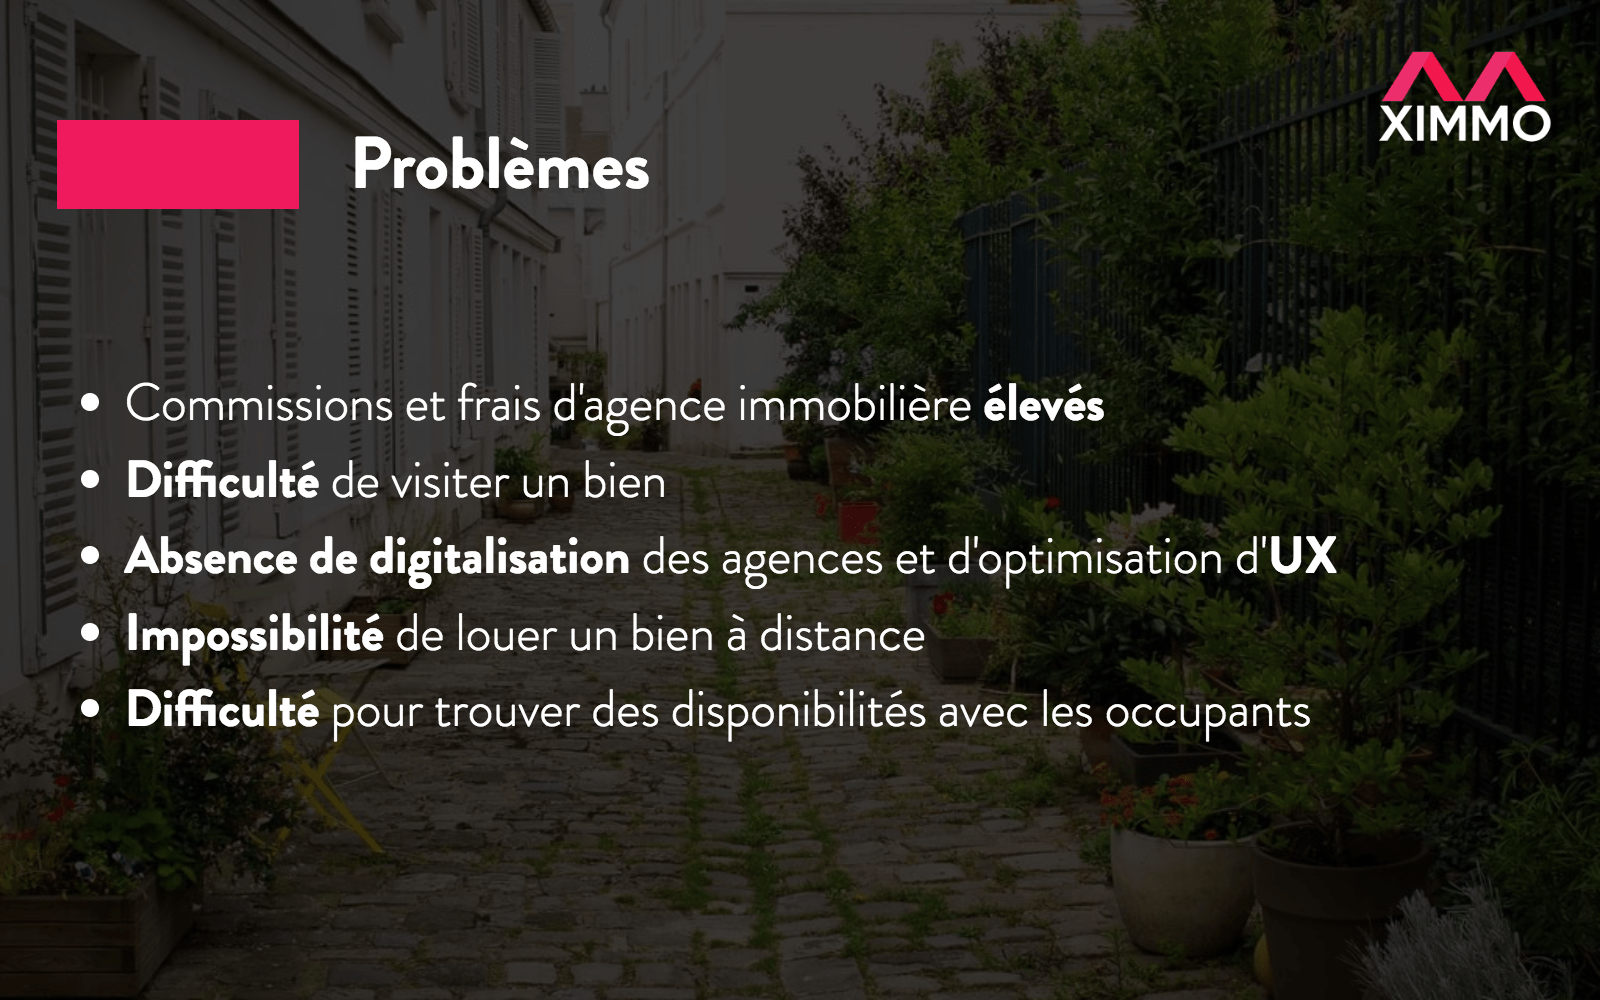 XIMMO
Problèmes
Commissions et frais d'agence immobilière élevés
Difficulté de visiter un bien
Absence de digitalisation des agences et d'optimisation d'UX
Impossibilité de louer un bien à distance
Difficulté pour trouver des disponibilités avec les occupants